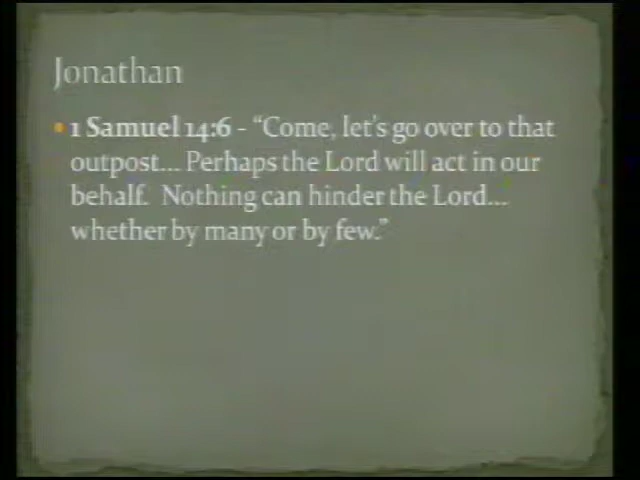 Jonathan
• 1 Samuel 14:6 - “Come, let’s go over to that
outpost... Perhaps the Lord will act in our
behalf. Nothing can hinder the Lord...
whether by many or by few.”